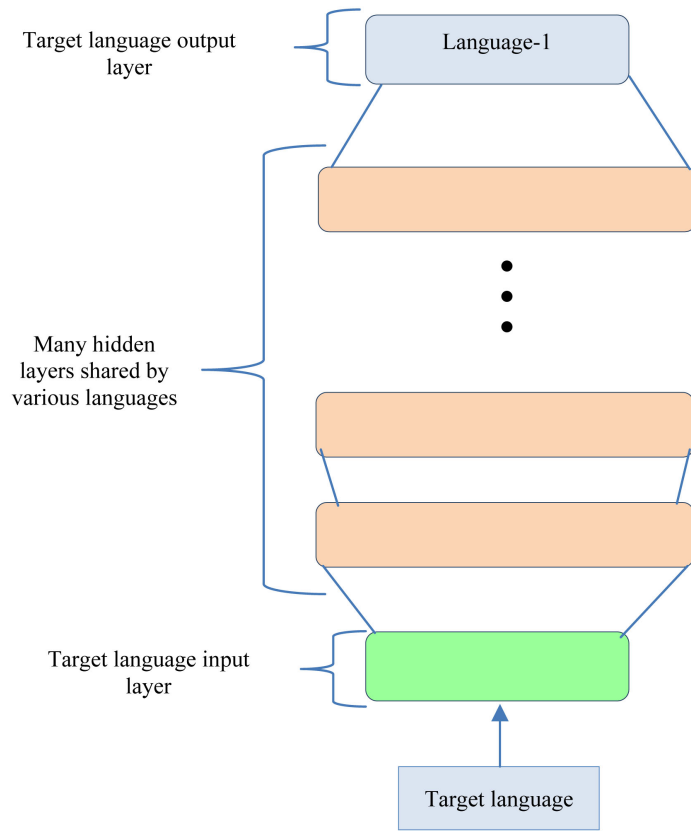 Target language output
layer
Language-1
Many hidden
layers shared by
various languages
Target language input
layer
Target language